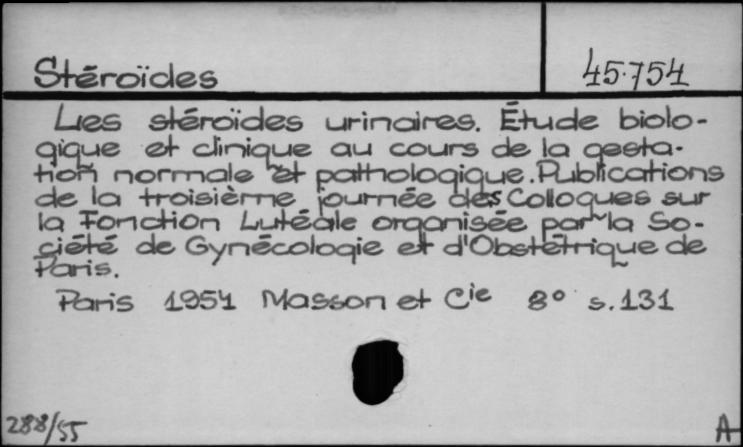 Stéroïdes
45.754
Les stéroïdes urinaires. Étude biolo-
gique et clinique au cours de la gesta-
tion normale et pathologique. Publications
de la troisième journée des Colloques sur
la Fonction Lutéale organisée par la So-
ciété de Gynécologie et d'Obstétrique de
Paris.
Paris 1954 Masson et Cie 8° s. 131
288/55
A